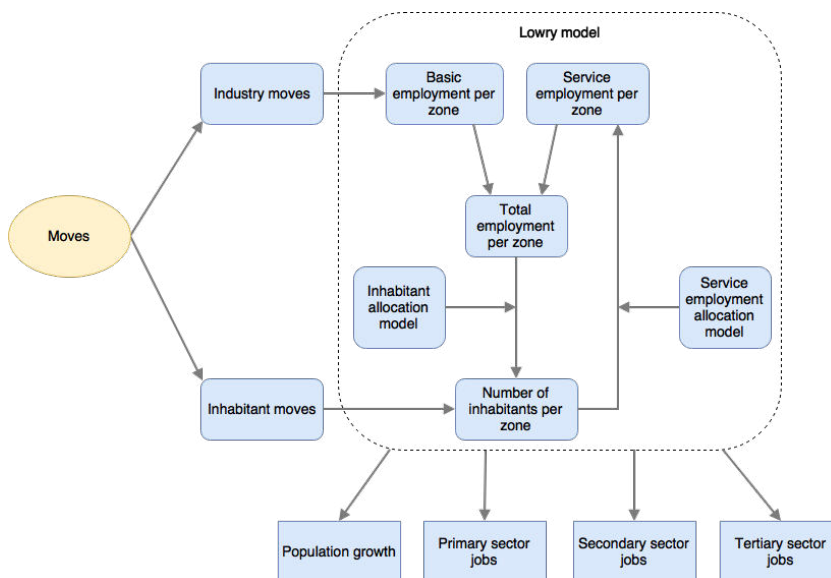 Lowry model
Industry moves
Basic
employment per
zone
Service
employment per
zone
Moves
Total
employment
per zone
Inhabitant
allocation
model
Service
employment
allocation
model
Inhabitant moves
Number of
inhabitants per
zone
Population growth
Primary sector
jobs
Secondary sector
jobs
Tertiary sector
jobs